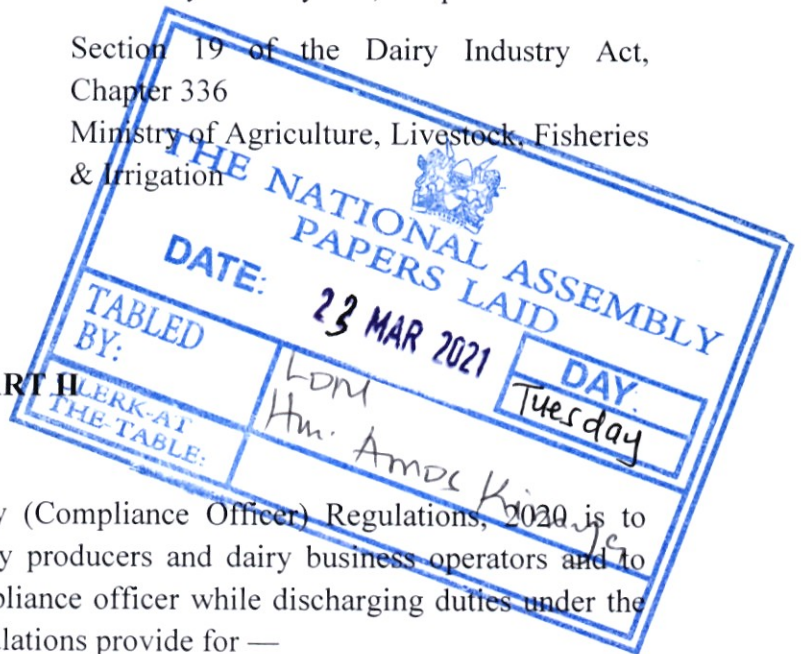 Section 19 of the Dairy Industry Act,
Chapter 336
Ministry of Agriculture, Livestock, Fisheries
& Irrigation
THE NATIONAL ASSEMBLY
PAPERS LAID
DATE: 23 MAR 2021
DAY:
Tuesday
TABLED
BY:
LOM
Hon. Amos
CLERK-AT
THE-TABLE:
RT II
(Compliance Officer) Regulations, 2020 is to
y producers and dairy business operators and to
pliance officer while discharging duties under the
ulations provide for —